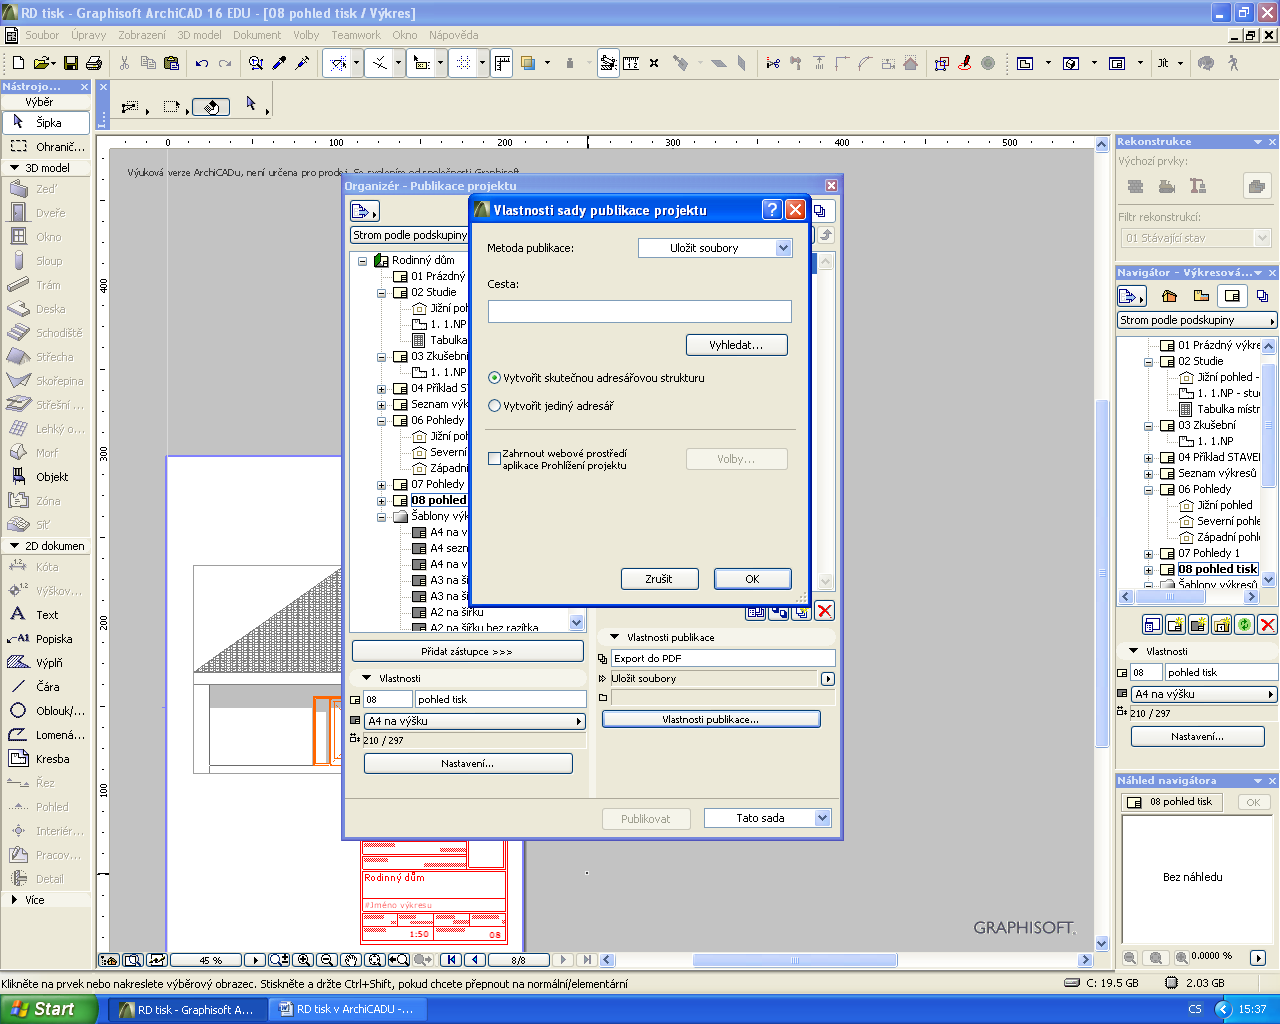 RD tisk - Graphisoft ArchiCAD 16 EDU - [08 pohled tisk / Výkres]
Soubor Úpravy Zobrazení 3D model Dokument Volby Teamwork Okno Nápověda
Jít
Nástrojo...
Výběr
Šipka
Ohranič...
3D model
Zeď
Dveře
Okno
Sloup
Trám
Deska
Schodiště
Střecha
Skořepina
Střešní ...
Lehký o...
Morf
Objekt
Zóna
Síť
2D dokumen
Kóta
Výškov...
Text
Popiska
Výplň
Čára
Oblouk/...
Lomená...
Kresba
Řez
Pohled
Interiér...
Pracov...
Detail
Více
0 100 200 300 400 500
400
300
200
100
Výuková verze ArchiCADu, není určena pro prodej. Se svolením od společnosti Graphisoft.
Organizér - Publikace projektu
Strom podle podskupiny
Rodinný dům
01 Prázdný
02 Studie
Jižní poh
1. 1.NP
Tabulka
03 Zkušební
1. 1.NP
04 Příklad ST
Seznam výk
06 Pohledy
Jižní poh
Severní
Západní
07 Pohledy
08 pohled
Šablony výk
A4 na v
A4 sezn
A4 na v
A3 na ši
A3 na ši
A2 na šířku
A2 na šířku bez razítka
Přidat zástupce >>>
Vlastnosti
08 pohled tisk
A4 na výšku
210 / 297
Nastavení...
Vlastnosti publikace
Export do PDF
Uložit soubory
Vlastnosti publikace...
Publikovat
Tato sada
Vlastnosti sady publikace projektu
Metoda publikace: Uložit soubory
Cesta:
Vyhledat...
Vytvořit skutečnou adresářovou strukturu
Vytvořit jediný adresář
Zahrnout webové prostředí
aplikace Prohlížení projektu
Volby...
Zrušit
OK
Rodinný dům
#Jméno výkresu
1:50 08
GRAPHISOFT.
Rekonstrukce
Výchozí prvky:
Filtr rekonstrukcí:
01 Stávající stav
Navigátor - Výkresová...
Strom podle podskupiny
01 Prázdný výkre
02 Studie
Jižní pohled -
1. 1.NP - stu
Tabulka místr
03 Zkušební
1. 1.NP
04 Příklad STAVE
Seznam výkresů
06 Pohledy
Jižní pohled
Severní pohle
Západní pohl
07 Pohledy 1
08 pohled tisk
Šablony výkresů
Vlastnosti
08 pohled tisk
A4 na výšku
210 / 297
Nastavení...
Náhled navigátora
08 pohled tisk
OK
Bez náhledu
0.0000 %
45 %
8/8
Klikněte na prvek nebo nakreslete výběrový obrazec. Stiskněte a držte Ctrl+Shift, pokud chcete přepnout na normální/elementární
C: 19.5 GB
2.03 GB
Start
RD tisk - Graphisoft A...
RD tisk v ArchiCADU -...
CS
15:37